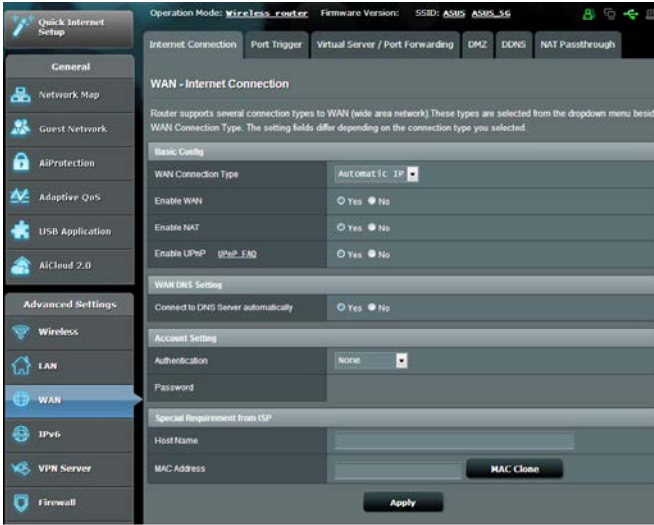 Quick Internet
Setup
Operation Mode: Wireless router Firmware Version: SSID: ASUS ASUS_5G
Internet Connection Port Trigger Virtual Server / Port Forwarding DMZ DDNS NAT Passthrough
General
Network Map
Guest Network
AiProtection
Adaptive QoS
USB Application
AiCloud 2.0
Advanced Settings
Wireless
LAN
WAN
IPv6
VPN Server
Firewall
WAN - Internet Connection
Router supports several connection types to WAN (wide area network).These types are selected from the dropdown menu besid
WAN Connection Type. The setting fields differ depending on the connection type you selected.
Basic Config
WAN Connection Type Automatic IP
Enable WAN Yes No
Enable NAT Yes No
Enable UPnP UPnP FAQ Yes No
WAN DNS Setting
Connect to DNS Server automatically Yes No
Account Setting
Authentication None
Password
Special Requirement from ISP
Host Name
MAC Address MAC Clone
Apply